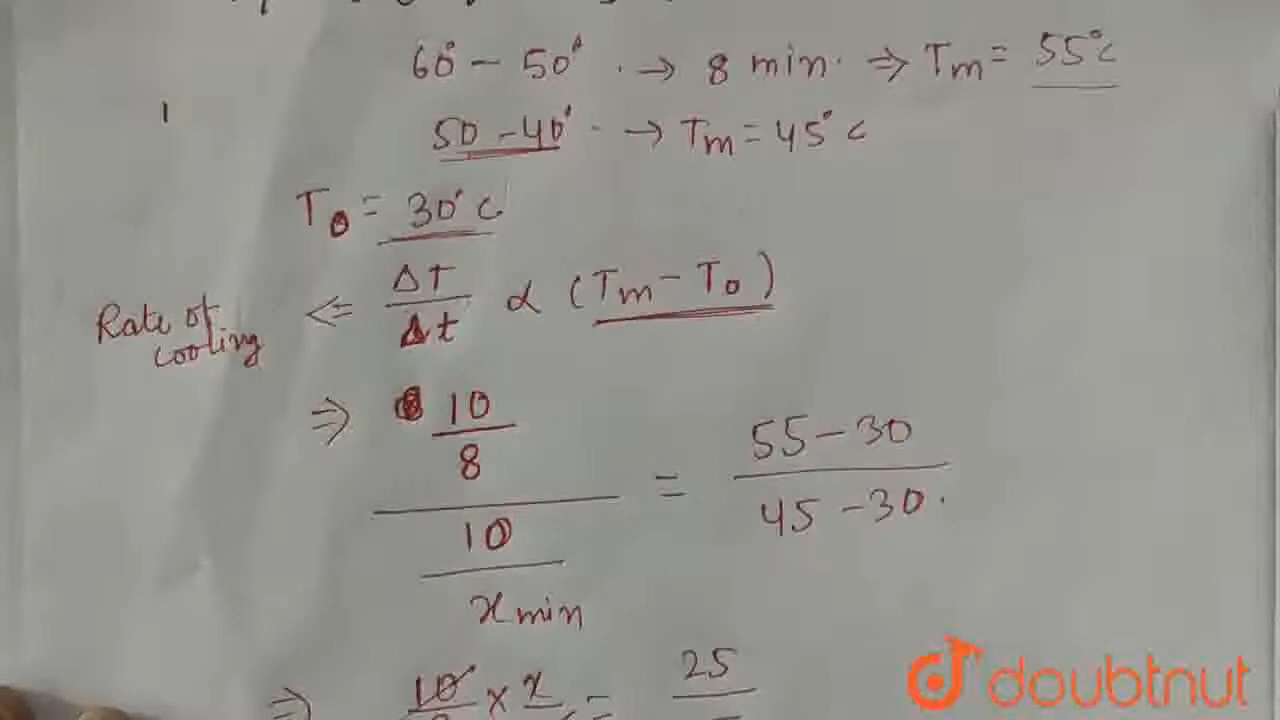 60° – 50° . → 8 min. ⇒ Tm = 55°C
50 – 40° . → Tm = 45°C
T0 = 30°C
Rate of cooling <= ΔT/Δt α (Tm – T0)
⇒ 10/8 / 10/x min = 55 – 30 / 45 – 30.
⇒ 10 × x = 25
doubtnut